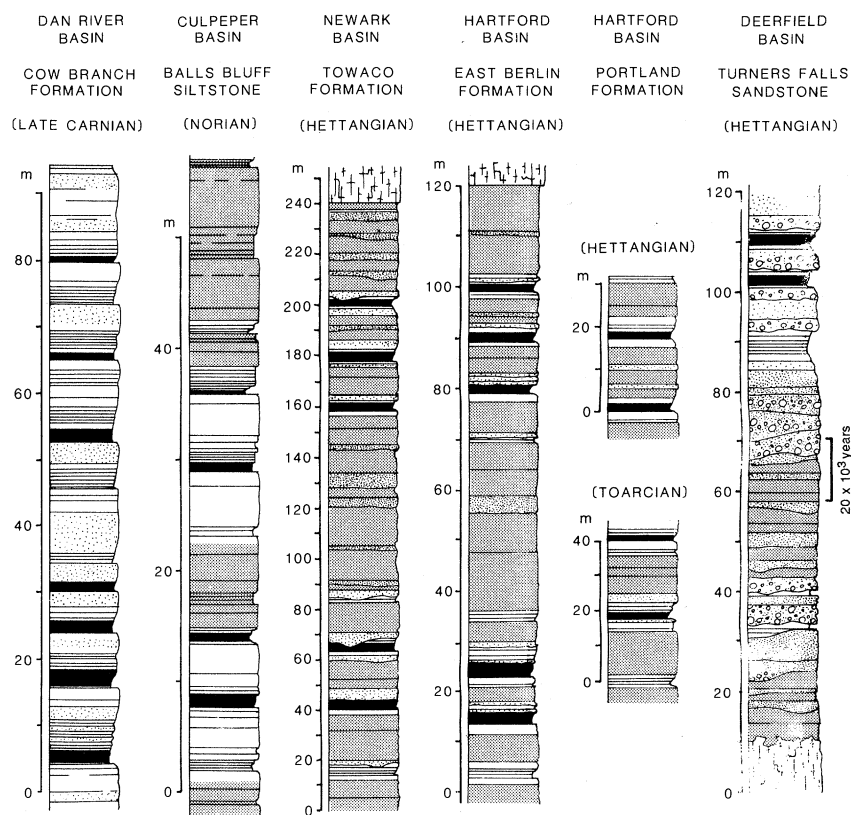 DAN RIVER
BASIN
COW BRANCH
FORMATION
(LATE CARNIAN)
CULPEPER
BASIN
BALLS BLUFF
SILTSTONE
(NORIAN)
NEWARK
BASIN
TOWACO
FORMATION
(HETTANGIAN)
HARTFORD
BASIN
EAST BERLIN
FORMATION
(HETTANGIAN)
HARTFORD
BASIN
PORTLAND
FORMATION
DEERFIELD
BASIN
TURNERS FALLS
SANDSTONE
(HETTANGIAN)
m
80
60
40
20
0
m
40
20
0
m
240
220
200
180
160
140
120
100
80
60
40
20
0
m
120
100
80
60
40
20
0
(HETTANGIAN)
m
20
0
(TOARCIAN)
m
40
20
0
m
120
100
80
60
40
20
0
20 x 10³ years